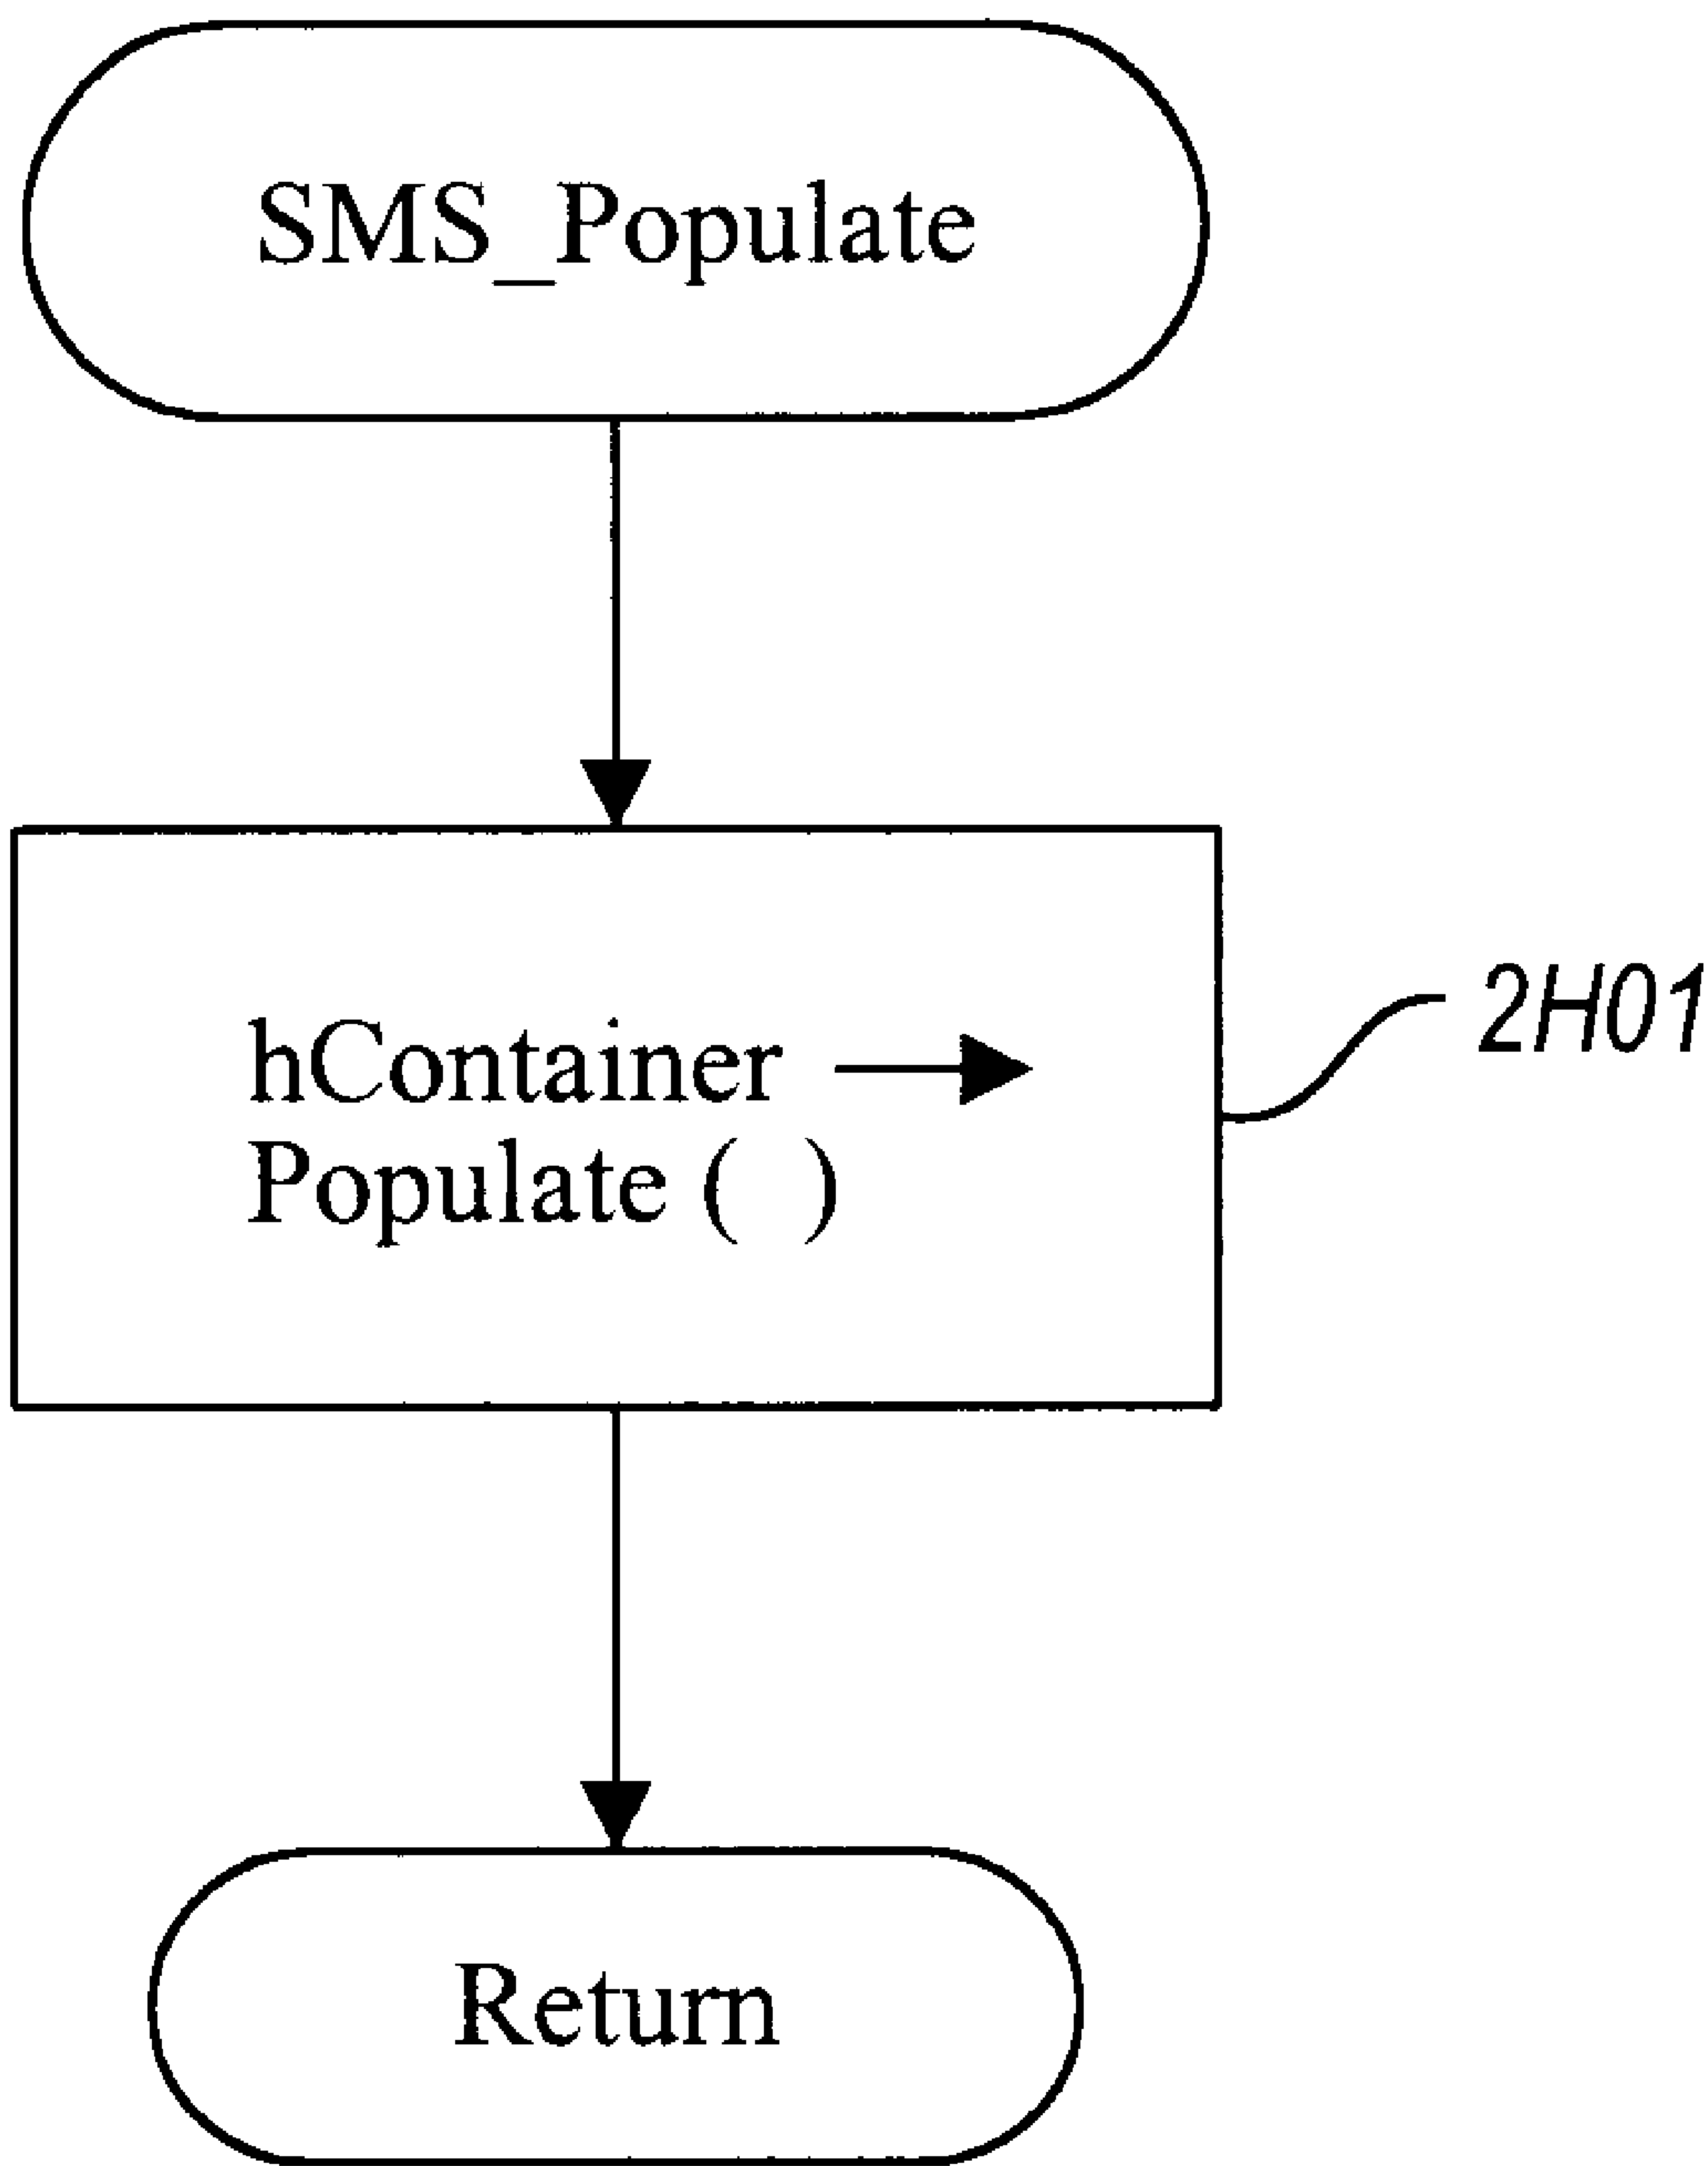 SMS_Populate
hContainer →
2H01
Populate ( )
Return